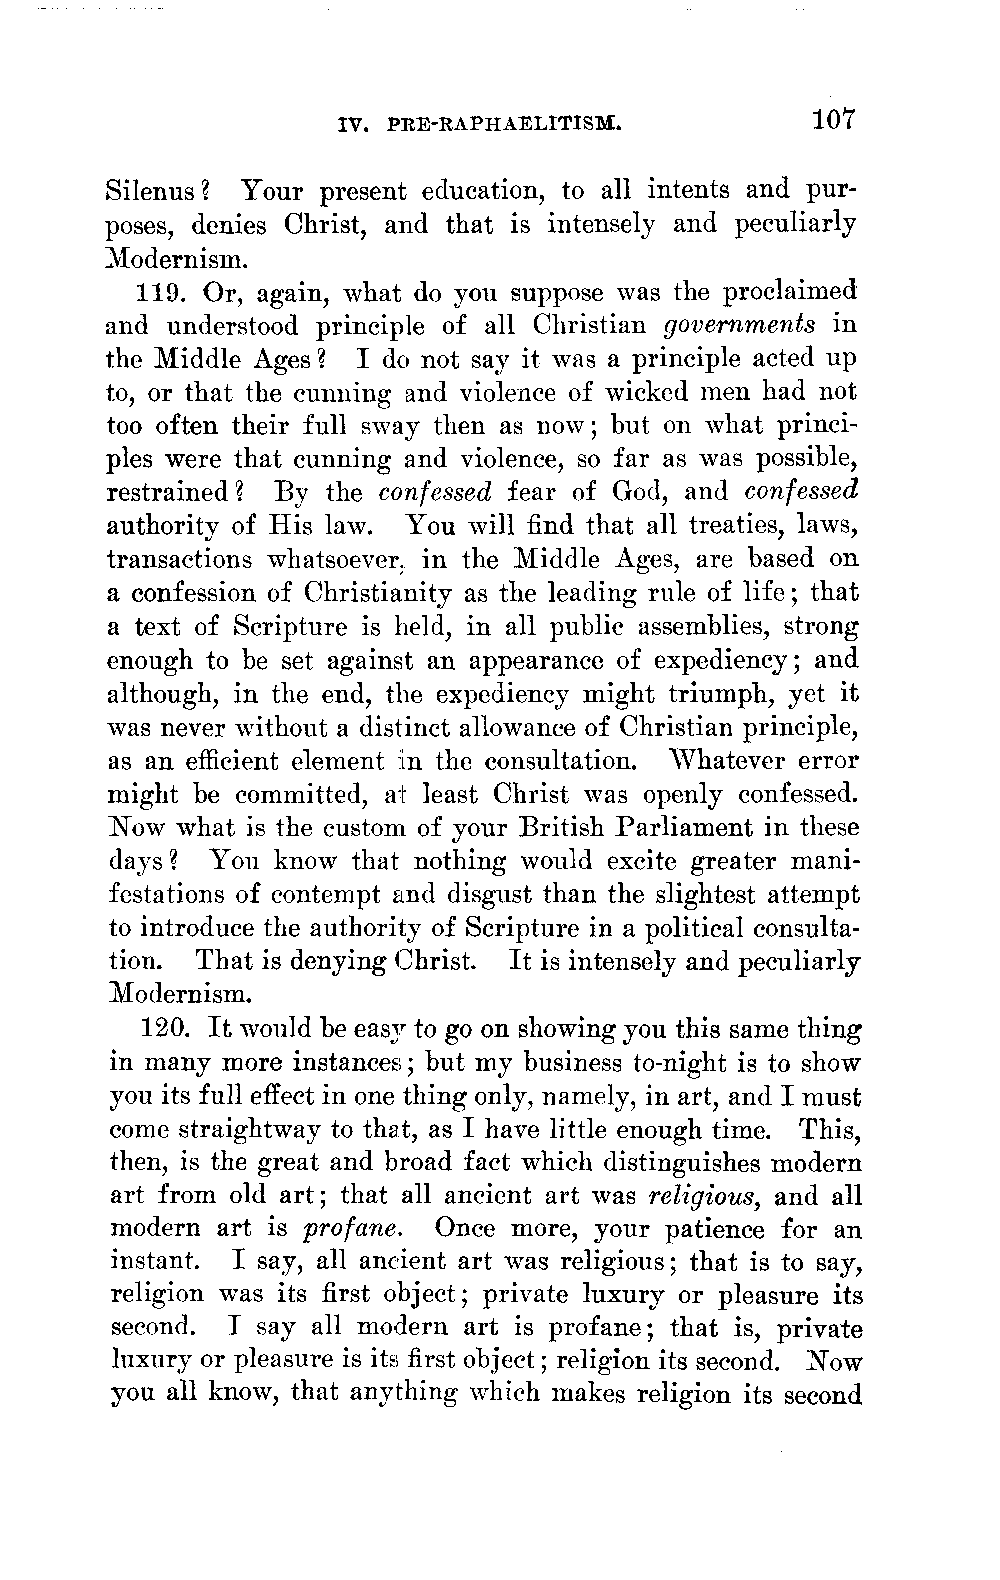 IV. PRE-RAPHAELITISM. 107
Silenus? Your present education, to all intents and pur-
poses, denies Christ, and that is intensely and peculiarly
Modernism.
119. Or, again, what do you suppose was the proclaimed
and understood principle of all Christian governments in
the Middle Ages? I do not say it was a principle acted up
to, or that the cunning and violence of wicked men had not
too often their full sway then as now; but on what princi-
ples were that cunning and violence, so far as was possible,
restrained? By the confessed fear of God, and confessed
authority of His law. You will find that all treaties, laws,
transactions whatsoever, in the Middle Ages, are based on
a confession of Christianity as the leading rule of life; that
a text of Scripture is held, in all public assemblies, strong
enough to be set against an appearance of expediency; and
although, in the end, the expediency might triumph, yet it
was never without a distinct allowance of Christian principle,
as an efficient element in the consultation. Whatever error
might be committed, at least Christ was openly confessed.
Now what is the custom of your British Parliament in these
days? You know that nothing would excite greater mani-
festations of contempt and disgust than the slightest attempt
to introduce the authority of Scripture in a political consulta-
tion. That is denying Christ. It is intensely and peculiarly
Modernism.
120. It would be easy to go on showing you this same thing
in many more instances; but my business to-night is to show
you its full effect in one thing only, namely, in art, and I must
come straightway to that, as I have little enough time. This,
then, is the great and broad fact which distinguishes modern
art from old art; that all ancient art was religious, and all
modern art is profane. Once more, your patience for an
instant. I say, all ancient art was religious; that is to say,
religion was its first object; private luxury or pleasure its
second. I say all modern art is profane; that is, private
luxury or pleasure is its first object; religion its second. Now
you all know, that anything which makes religion its second